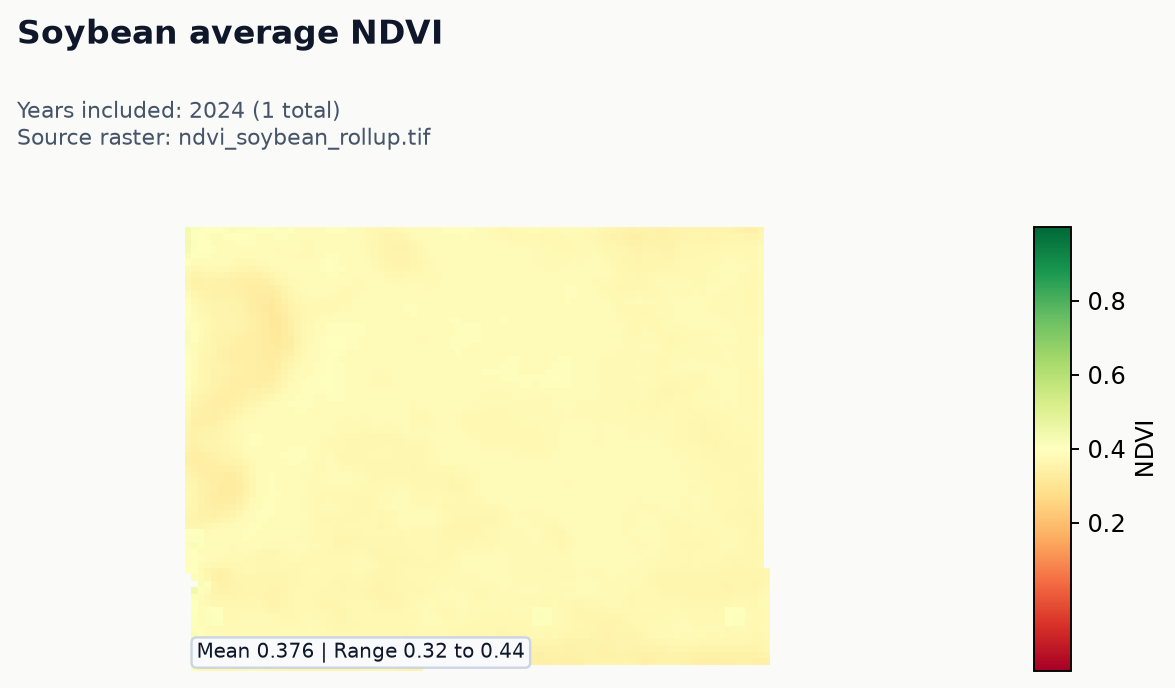 Soybean average NDVI
Years included: 2024 (1 total)
Source raster: ndvi_soybean_rollup.tif
0.8
0.6
0.4
0.2
NDVI
Mean 0.376 | Range 0.32 to 0.44